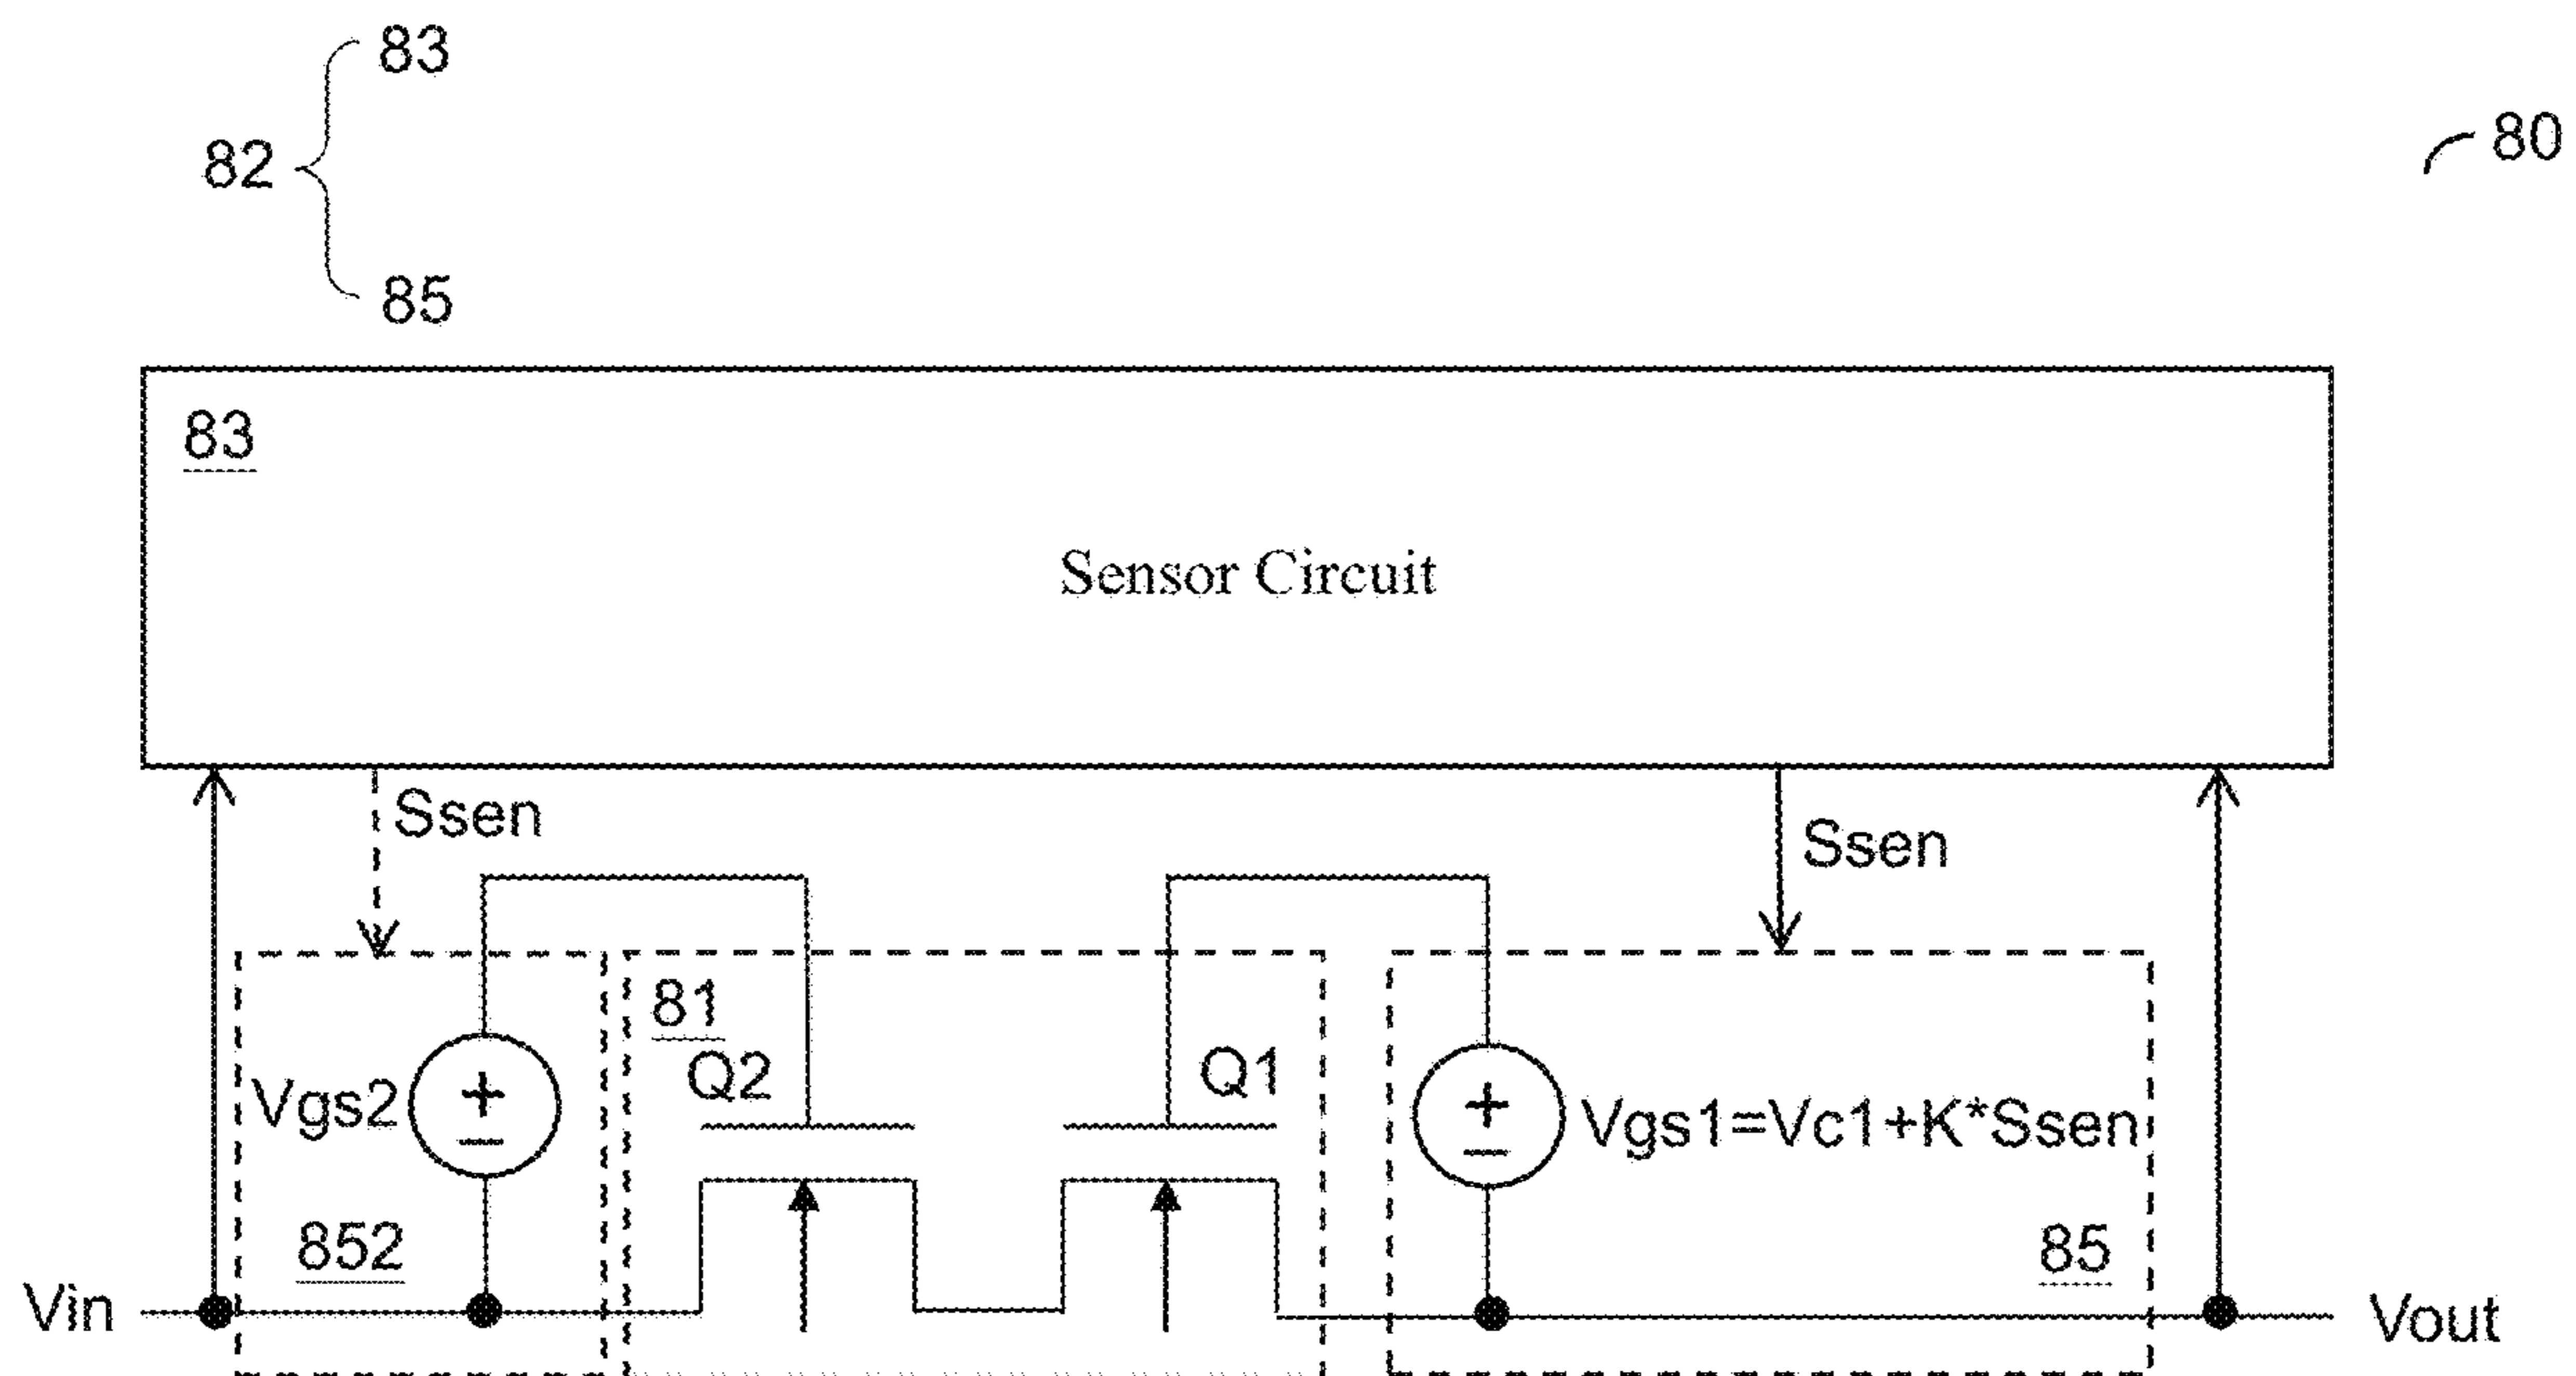 83
82
80
85
83
Sensor Circuit
Ssen
Ssen
81
Q2
Q1
Vgs2
+
−
+
−
Vgs1=Vc1+K*Ssen
852
85
Vin
Vout